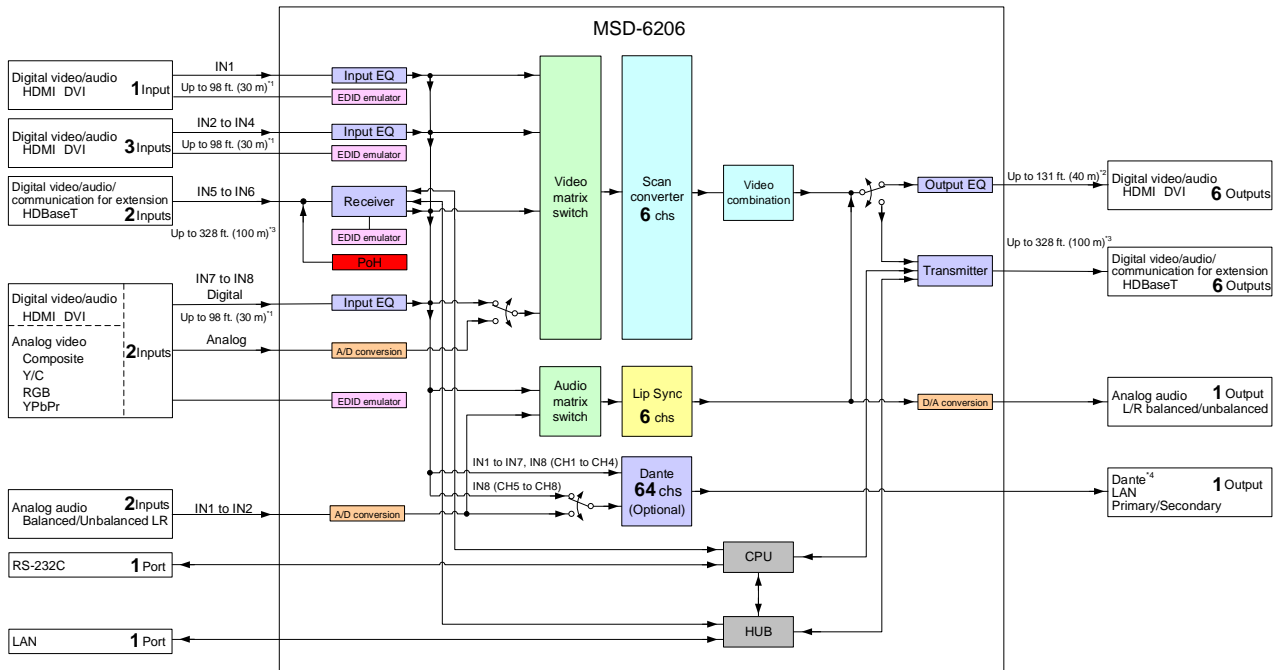 MSD-6206
Digital video/audio
HDMI DVI
1 Input
IN1
Up to 98 ft. (30 m)*1
Input EQ
EDID emulator
Digital video/audio
HDMI DVI
3 Inputs
IN2 to IN4
Up to 98 ft. (30 m)*1
Input EQ
EDID emulator
Digital video/audio/
communication for extension
HDBaseT
2 Inputs
IN5 to IN6
Up to 328 ft. (100 m)*3
Receiver
EDID emulator
PoH
Digital video/audio
HDMI DVI
Analog video
Composite
Y/C
RGB
YPbPr
2 Inputs
IN7 to IN8
Digital
Up to 98 ft. (30 m)*1
Analog
Input EQ
A/D conversion
EDID emulator
Video
matrix
switch
Scan
converter
6 chs
Video
combination
Output EQ
Up to 131 ft. (40 m)*2
Digital video/audio
HDMI DVI
6 Outputs
Transmitter
Up to 328 ft. (100 m)*3
Digital video/audio/
communication for extension
HDBaseT
6 Outputs
Audio
matrix
switch
Lip Sync
6 chs
D/A conversion
Analog audio
1 Output
L/R balanced/unbalanced
IN1 to IN7, IN8 (CH1 to CH4)
IN8 (CH5 to CH8)
Dante
64 chs
(Optional)
Dante*4
LAN
Primary/Secondary
1 Output
Analog audio
2 Inputs
Balanced/Unbalanced LR
IN1 to IN2
A/D conversion
RS-232C
1 Port
CPU
LAN
1 Port
HUB